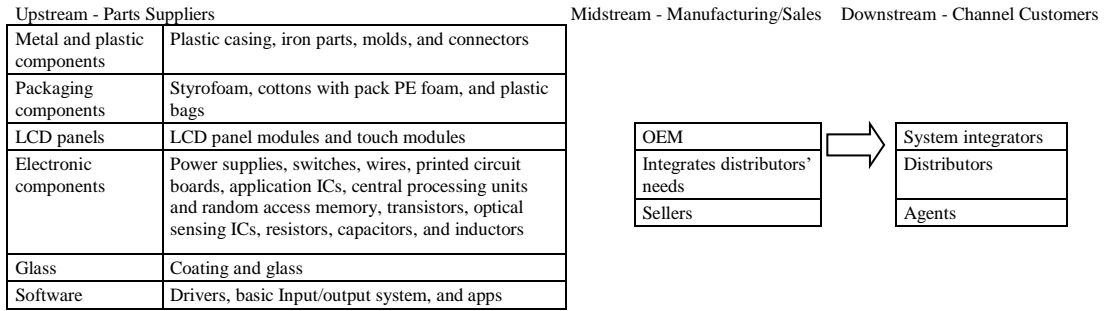 Upstream - Parts Suppliers
Metal and plastic
components
Plastic casing, iron parts, molds, and connectors
Packaging
components
Styrofoam, cottons with pack PE foam, and plastic
bags
LCD panels
LCD panel modules and touch modules
Electronic
components
Power supplies, switches, wires, printed circuit
boards, application ICs, central processing units
and random access memory, transistors, optical
sensing ICs, resistors, capacitors, and inductors
Glass
Coating and glass
Software
Drivers, basic Input/output system, and apps
Midstream - Manufacturing/Sales
OEM
Integrates distributors’
needs
Sellers
Downstream - Channel Customers
System integrators
Distributors
Agents